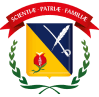 SCIENTIÆ · PATRIÆ · FAMILIÆ